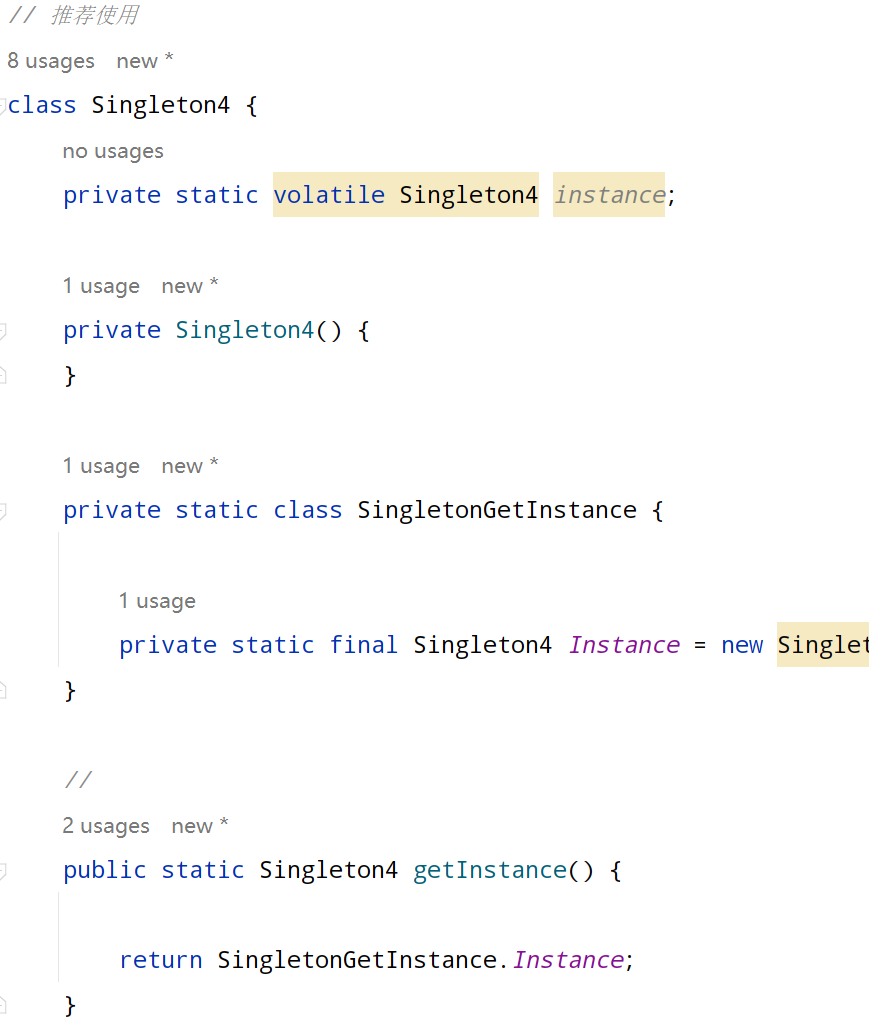 // 推荐使用
8 usages new *
class Singleton4 {
no usages
private static volatile Singleton4 instance;
1 usage new *
private Singleton4() {
}
1 usage new *
private static class SingletonGetInstance {
1 usage
private static final Singleton4 Instance = new Singlet
}
//
2 usages new *
public static Singleton4 getInstance() {
return SingletonGetInstance.Instance;
}